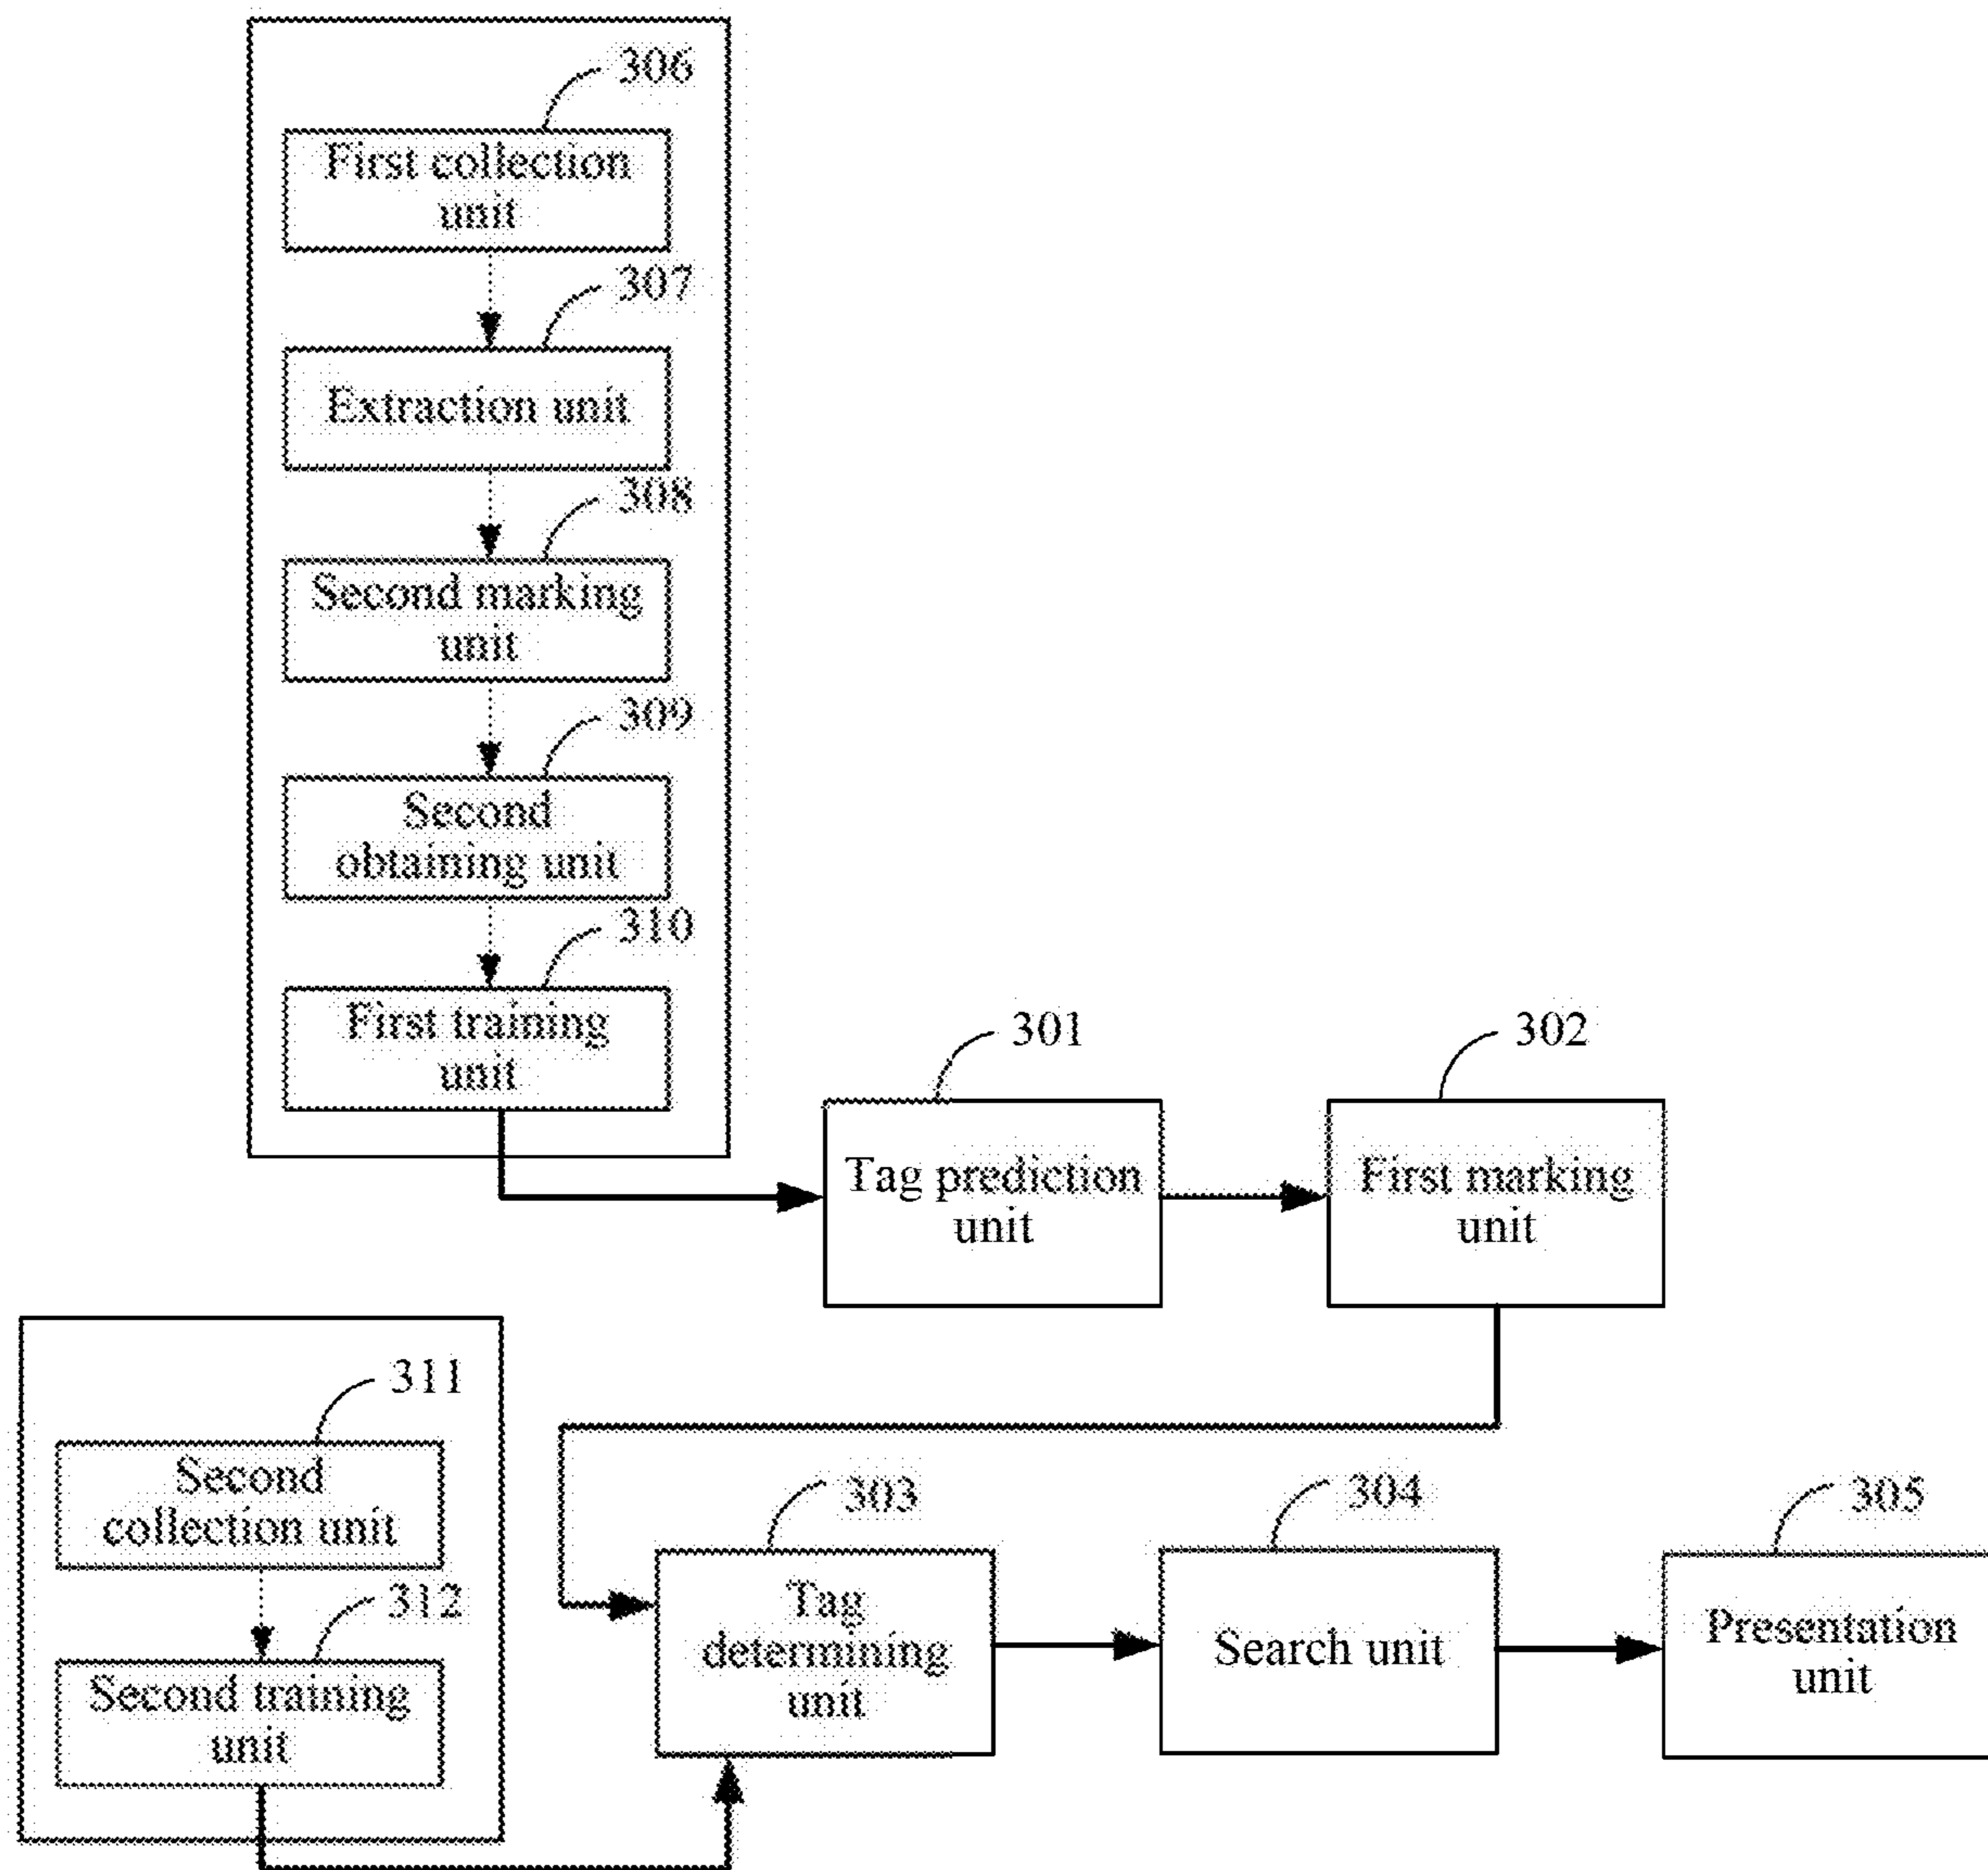 306
First collection
unit
307
Extraction unit
308
Second marking
unit
309
Second
obtaining unit
310
First training
unit
301
302
Tag prediction
unit
First marking
unit
311
Second
collection unit
312
Second training
unit
303
304
305
Tag
determining
unit
Search unit
Presentation
unit